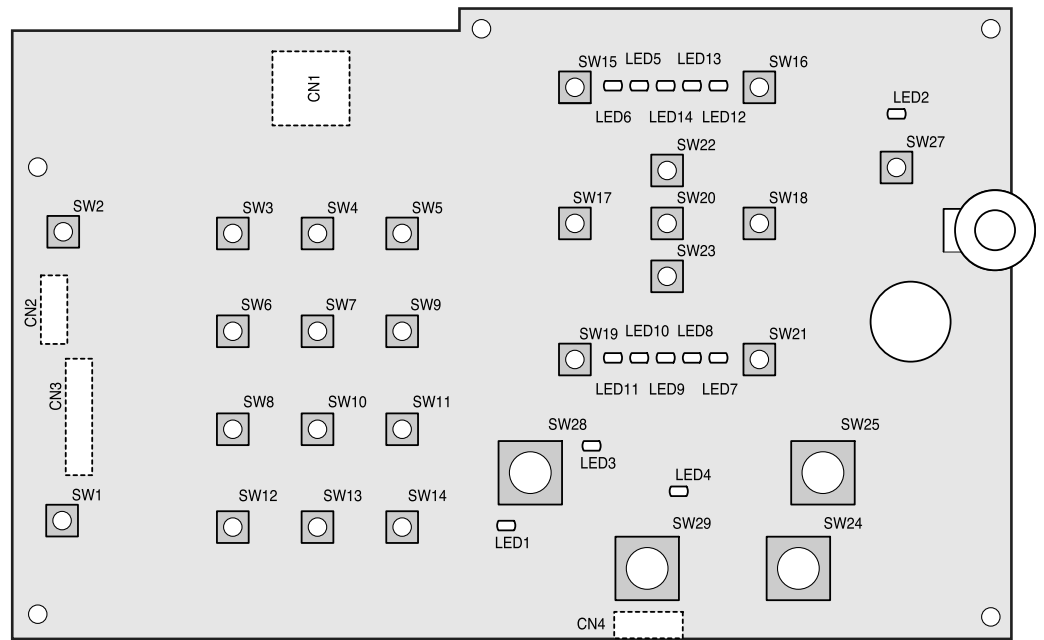 SW15 LED5 LED13 SW16
CN1
LED2
LED6 LED14 LED12
SW22 SW27
SW2 SW3 SW4 SW5 SW17 SW20 SW18
SW23
CN2
SW6 SW7 SW9 SW19 LED10 LED8 SW21
CN3
LED11 LED9 LED7
SW8 SW10 SW11
SW28 SW25
LED3
LED4
SW1 SW12 SW13 SW14
SW29 SW24
LED1
CN4